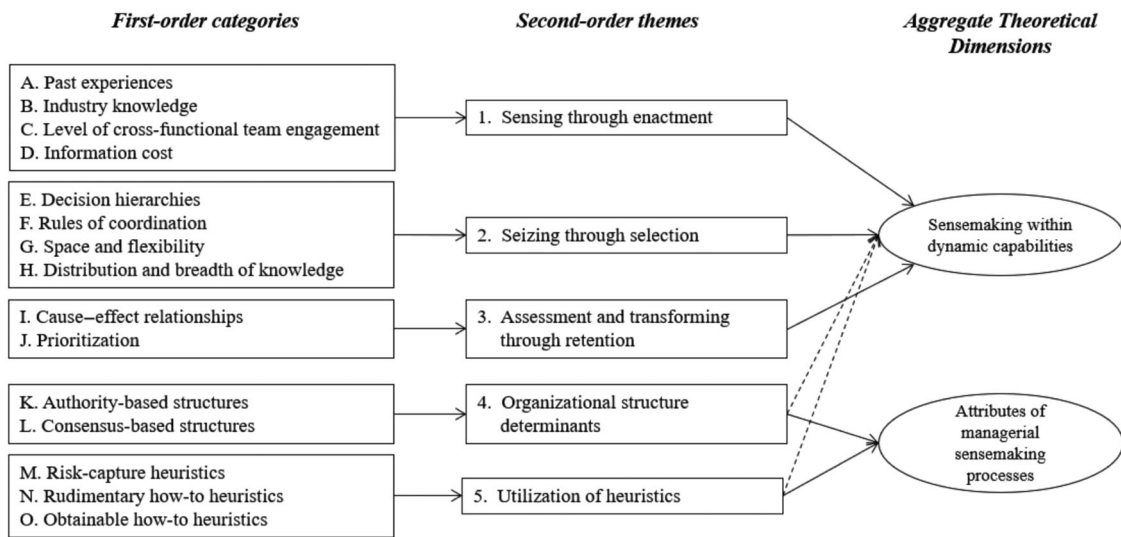 First-order categories
Second-order themes
Aggregate Theoretical
Dimensions
A. Past experiences
B. Industry knowledge
C. Level of cross-functional team engagement
D. Information cost
1. Sensing through enactment
E. Decision hierarchies
F. Rules of coordination
G. Space and flexibility
H. Distribution and breadth of knowledge
2. Seizing through selection
Sensemaking within
dynamic capabilities
I. Cause–effect relationships
J. Prioritization
3. Assessment and transforming
through retention
K. Authority-based structures
L. Consensus-based structures
4. Organizational structure
determinants
Attributes of
managerial
sensemaking
processes
M. Risk-capture heuristics
N. Rudimentary how-to heuristics
O. Obtainable how-to heuristics
5. Utilization of heuristics